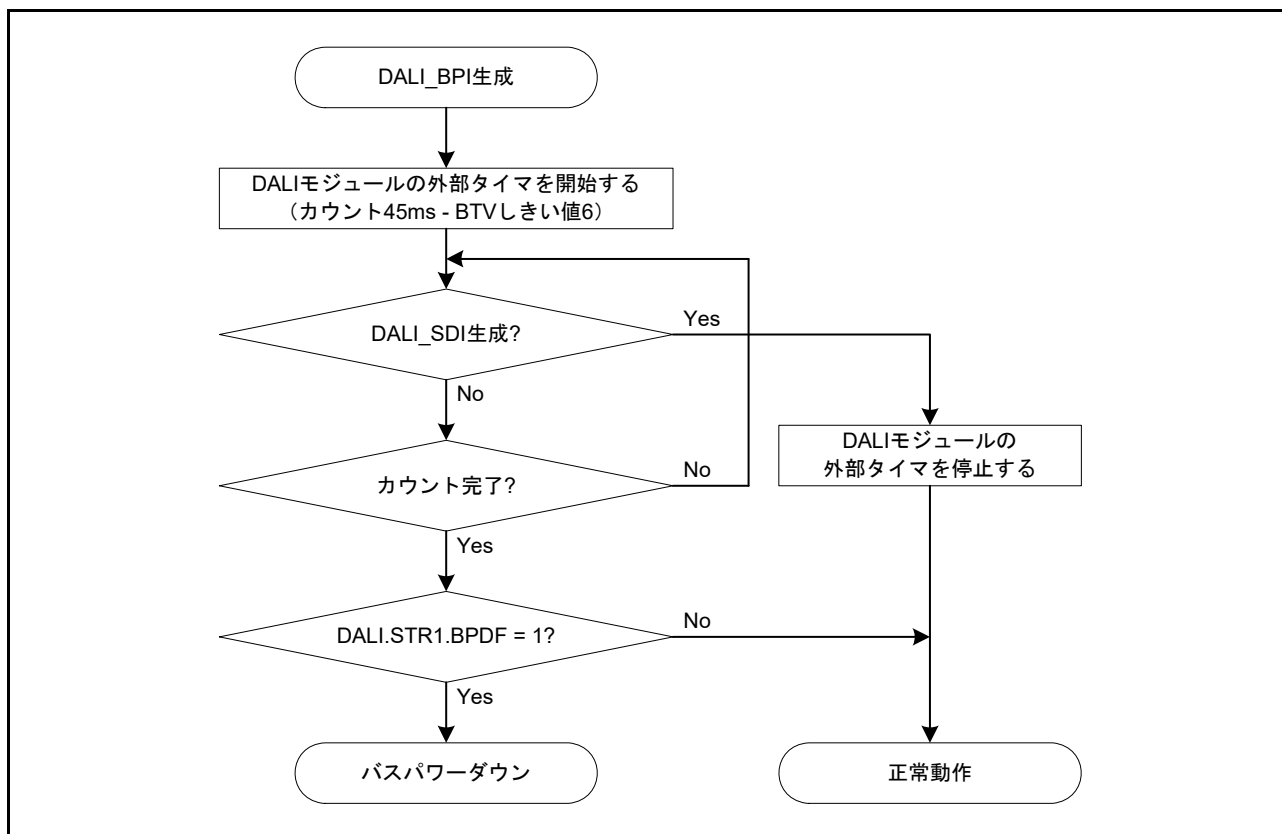 DALI_BPI生成
DALIモジュールの外部タイマを開始する
（カウント45ms - BTVしきい値6）
DALI_SDI生成?
Yes
No
DALIモジュールの
外部タイマを停止する
カウント完了?
No
Yes
DALI.STR1.BPDF = 1?
No
Yes
バスパワーダウン
正常動作